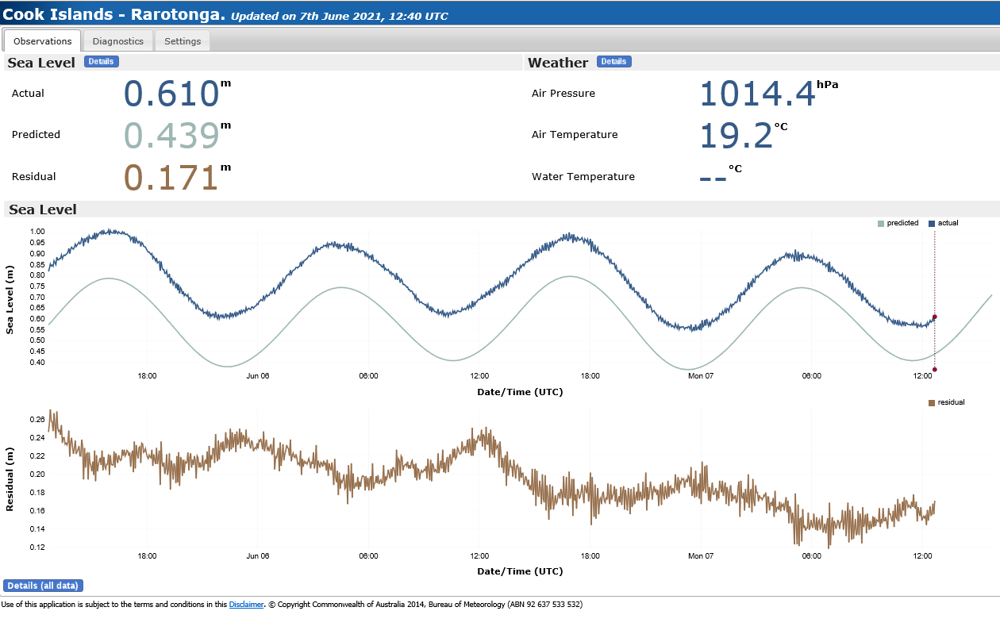 Cook Islands - Rarotonga. Updated on 7th June 2021, 12:40 UTC
Observations Diagnostics Settings
Sea Level Details Weather Details
Actual 0.610 m Air Pressure 1014.4 hPa
Predicted 0.439 m Air Temperature 19.2 °C
Residual 0.171 m Water Temperature -- °C
Sea Level
predicted actual
Sea Level (m)
1.00
0.95
0.90
0.85
0.80
0.75
0.70
0.65
0.60
0.55
0.50
0.45
0.40
18:00 Jun 06 06:00 12:00 18:00 Mon 07 06:00 12:00
Date/Time (UTC)
residual
Residual (m)
0.26
0.24
0.22
0.20
0.18
0.16
0.14
0.12
18:00 Jun 06 06:00 12:00 18:00 Mon 07 06:00 12:00
Date/Time (UTC)
Details (all data)
Use of this application is subject to the terms and conditions in this Disclaimer. © Copyright Commonwealth of Australia 2014, Bureau of Meteorology (ABN 92 637 533 532)